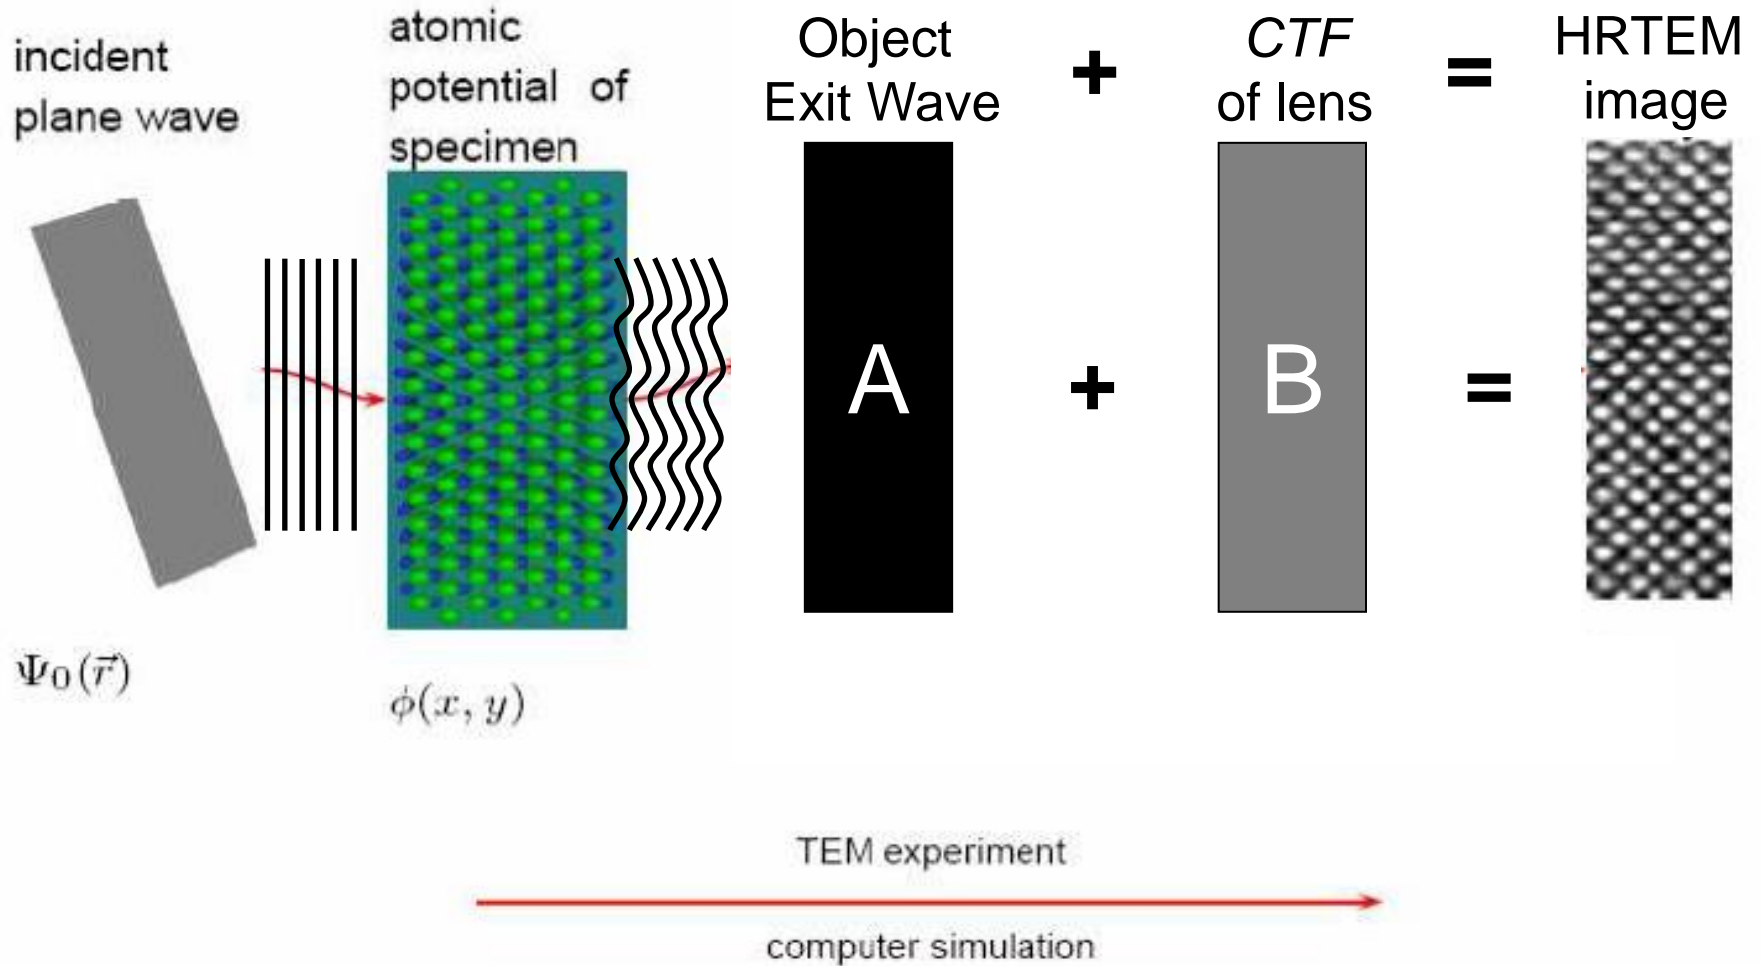 incident
plane wave
atomic
potential of
specimen
Object
Exit Wave
+
CTF
of lens
=
HRTEM
image
A
+
B
=
Ψ₀(r⃗)
ϕ(x, y)
TEM experiment
computer simulation